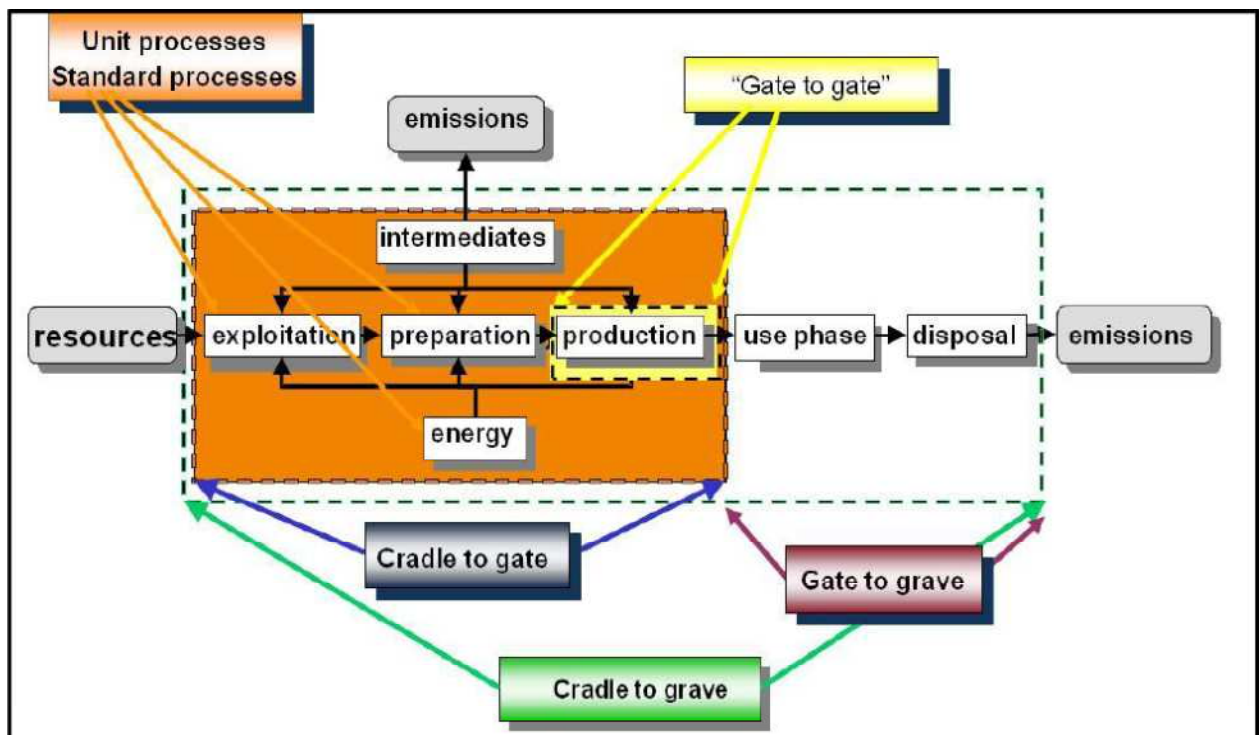 Unit processes
Standard processes
“Gate to gate”
emissions
intermediates
resources
exploitation
preparation
production
use phase
disposal
emissions
energy
Cradle to gate
Gate to grave
Cradle to grave